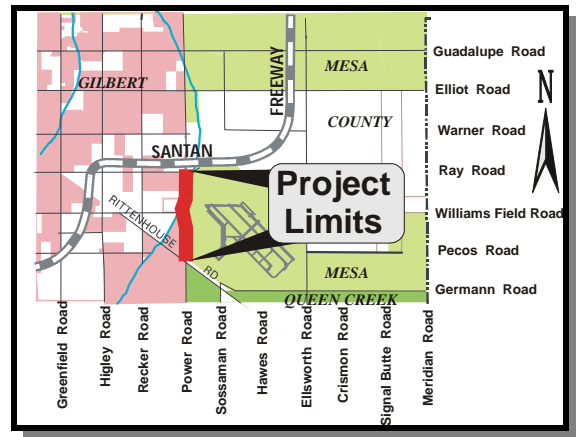 Guadalupe Road
MESA
GILBERT
FREEWAY
Elliot Road
N
COUNTY
Warner Road
SANTAN
Ray Road
Project
Limits
RITTENHOUSE
RD
Williams Field Road
Pecos Road
MESA
Germann Road
QUEEN CREEK
Greenfield Road
Higley Road
Recker Road
Power Road
Sossaman Road
Hawes Road
Ellsworth Road
Crismon Road
Signal Butte Road
Meridian Road